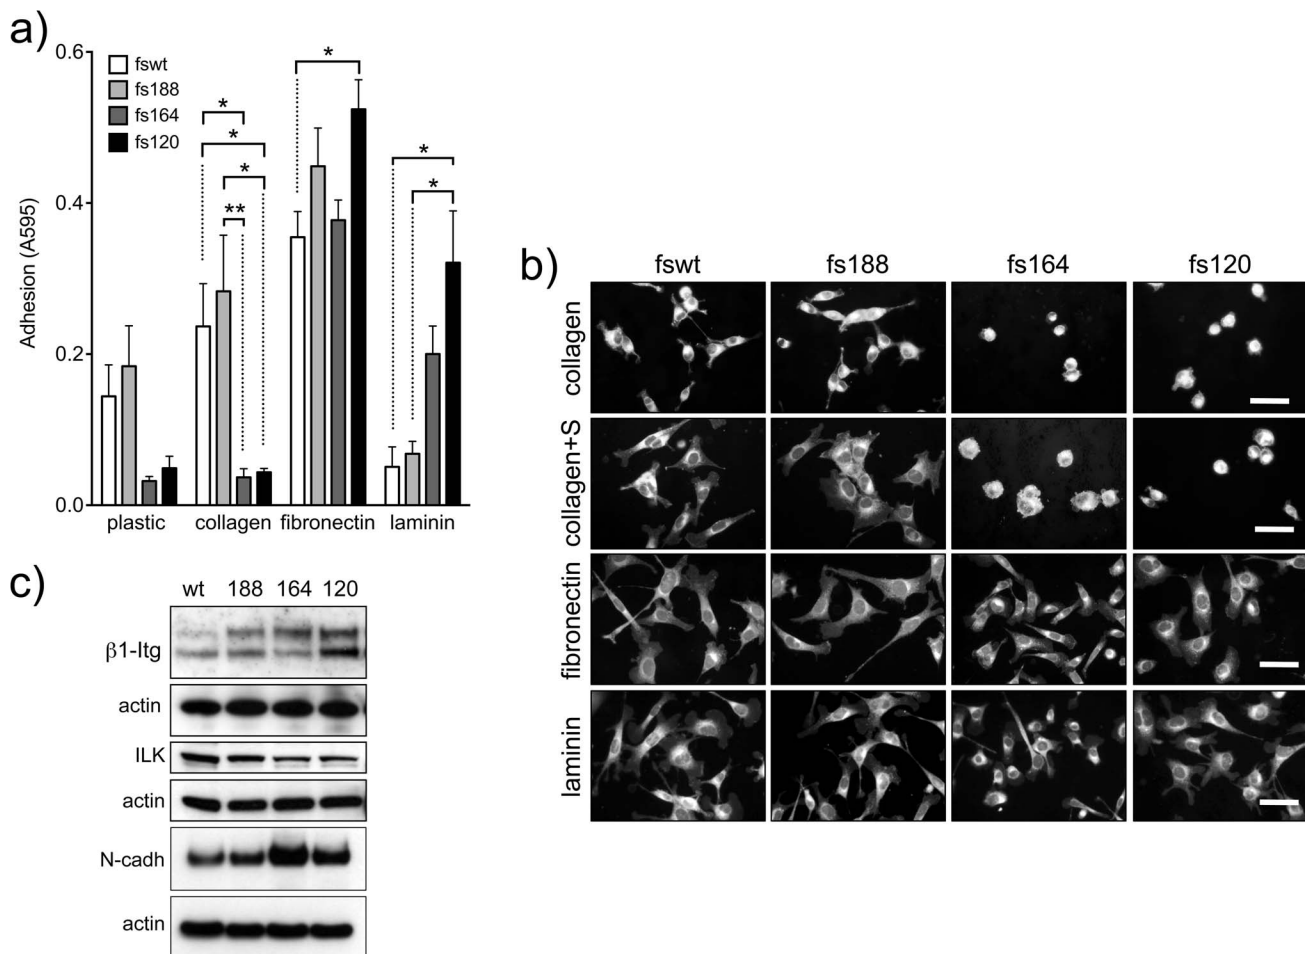 a)
0.6
0.4
0.2
0.0
Adhesion (A595)
fswt
fs188
fs164
fs120
*
*
*
**
*
*
*
plastic collagen fibronectin laminin
b)
fswt fs188 fs164 fs120
collagen
collagen+S
fibronectin
laminin
c)
wt 188 164 120
β1-Itg
actin
ILK
actin
N-cadh
actin